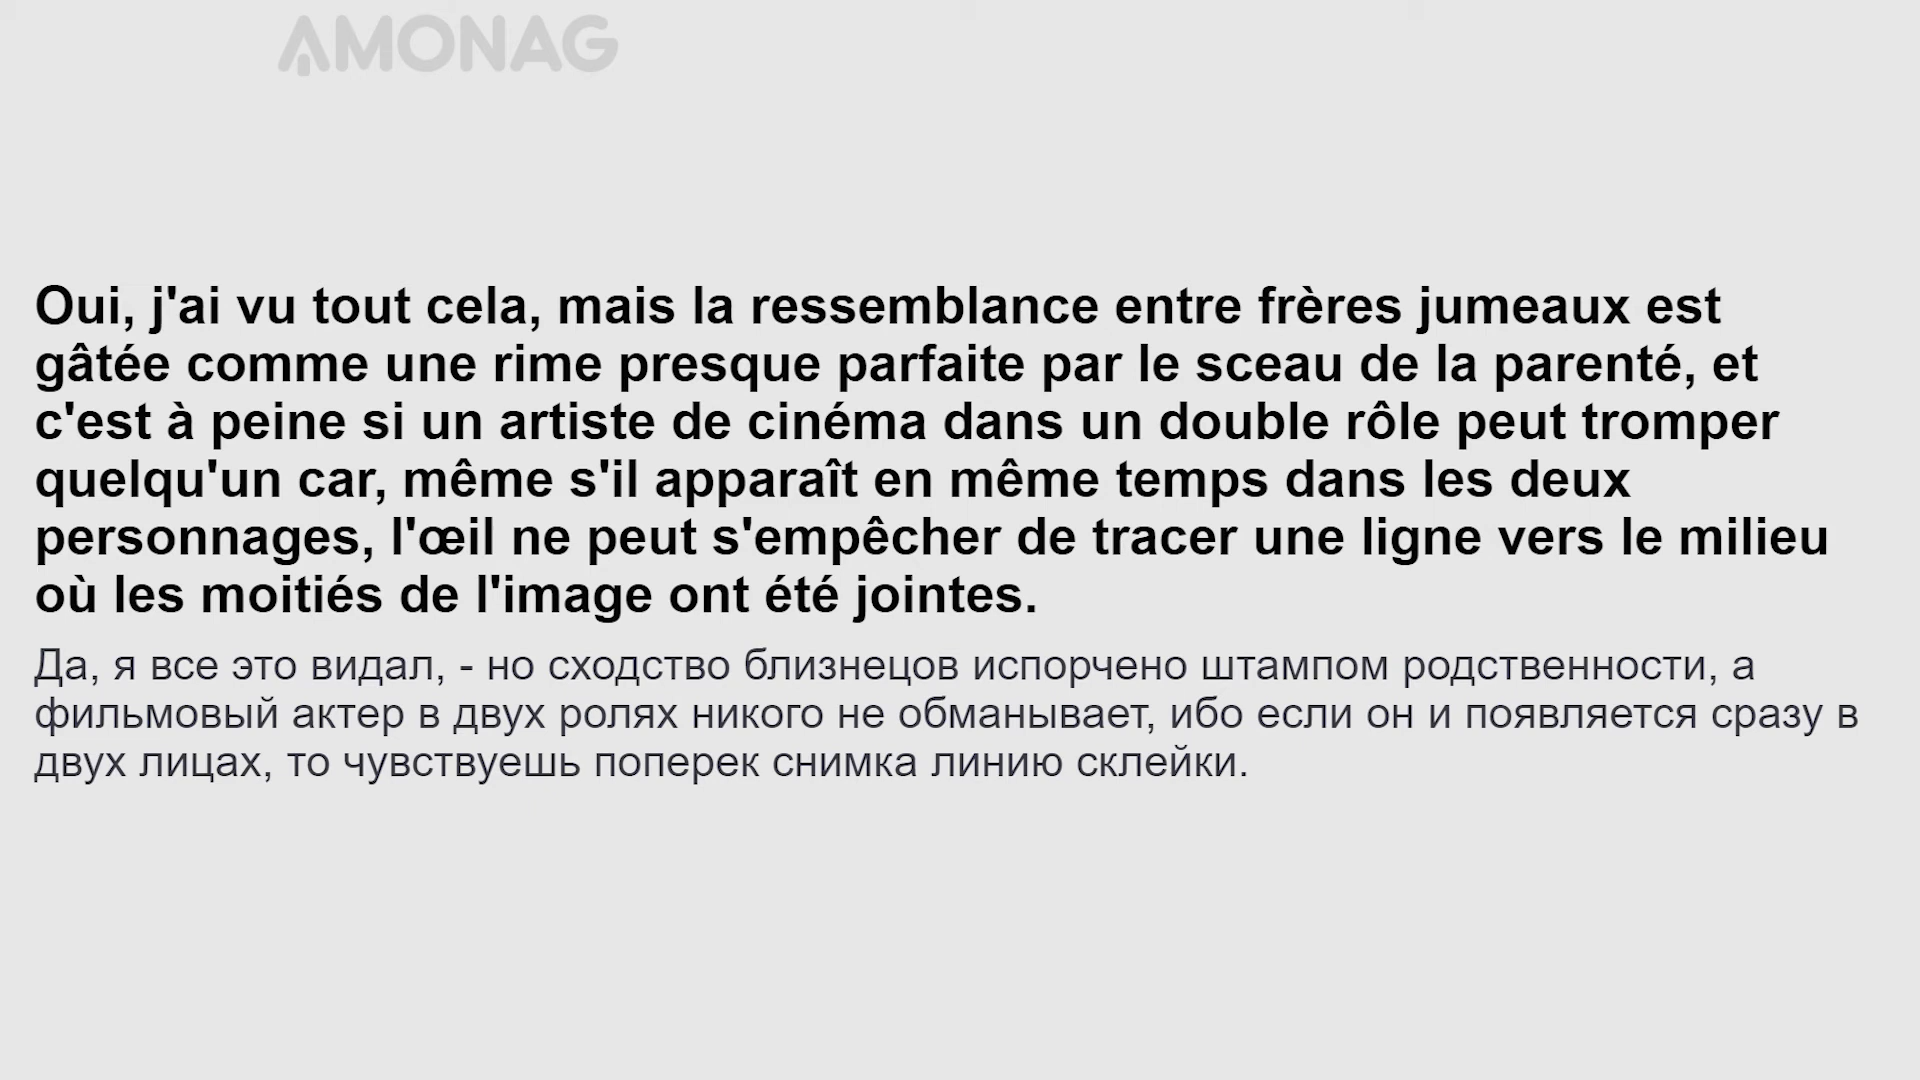 AMONAG
Oui, j'ai vu tout cela, mais la ressemblance entre frères jumeaux est
gâtée comme une rime presque parfaite par le sceau de la parenté, et
c'est à peine si un artiste de cinéma dans un double rôle peut tromper
quelqu'un car, même s'il apparaît en même temps dans les deux
personnages, l'œil ne peut s'empêcher de tracer une ligne vers le milieu
où les moitiés de l'image ont été jointes.
Да, я все это видал, - но сходство близнецов испорчено штампом родственности, а
фильмовый актер в двух ролях никого не обманывает, ибо если он и появляется сразу в
двух лицах, то чувствуешь поперек снимка линию склейки.